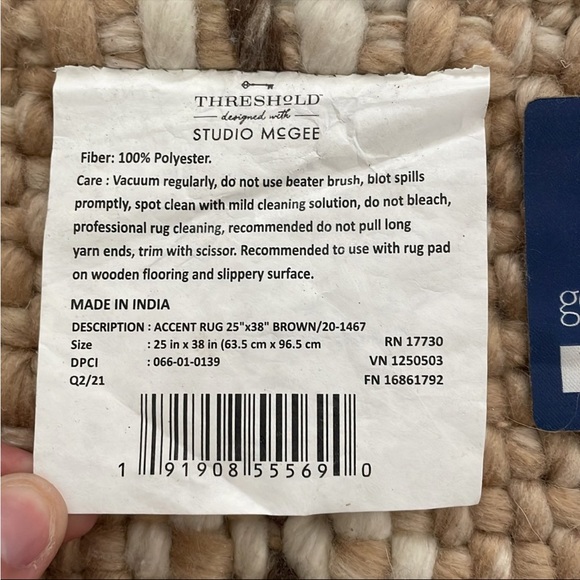 THRESHOLD™
designed with
STUDIO McGEE
Fiber: 100% Polyester.
Care : Vacuum regularly, do not use beater brush, blot spills
promptly, spot clean with mild cleaning solution, do not bleach,
professional rug cleaning, recommended do not pull long
yarn ends, trim with scissor. Recommended to use with rug pad
on wooden flooring and slippery surface.
MADE IN INDIA
DESCRIPTION : ACCENT RUG 25"x38" BROWN/20-1467
Size : 25 in x 38 in (63.5 cm x 96.5 cm RN 17730
DPCI : 066-01-0139 VN 1250503
Q2/21 FN 16861792
1 91908 55569 0